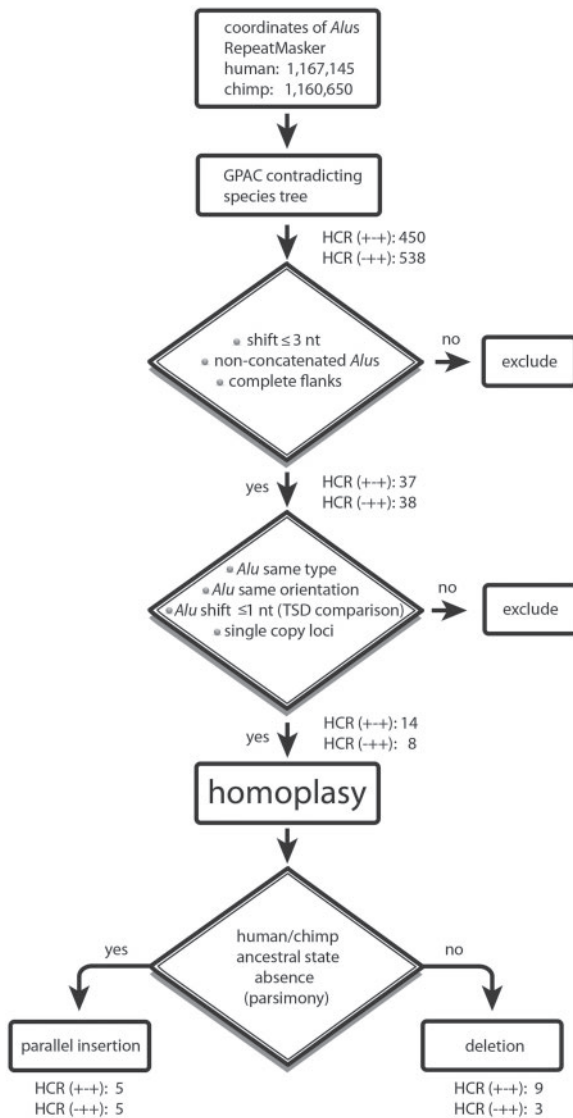 coordinates of Alus
RepeatMasker
human: 1,167,145
chimp: 1,160,650
GPAC contradicting
species tree
HCR (+-+): 450
HCR (-++): 538
shift ≤ 3 nt
non-concatenated Alus
complete flanks
no
exclude
yes
HCR (+-+): 37
HCR (-++): 38
Alu same type
Alu same orientation
Alu shift ≤1 nt (TSD comparison)
single copy loci
no
exclude
yes
HCR (+-+): 14
HCR (-++): 8
homoplasy
human/chimp
ancestral state
absence
(parsimony)
yes
no
parallel insertion
deletion
HCR (+-+): 5
HCR (-++): 5
HCR (+-+): 9
HCR (-++): 3